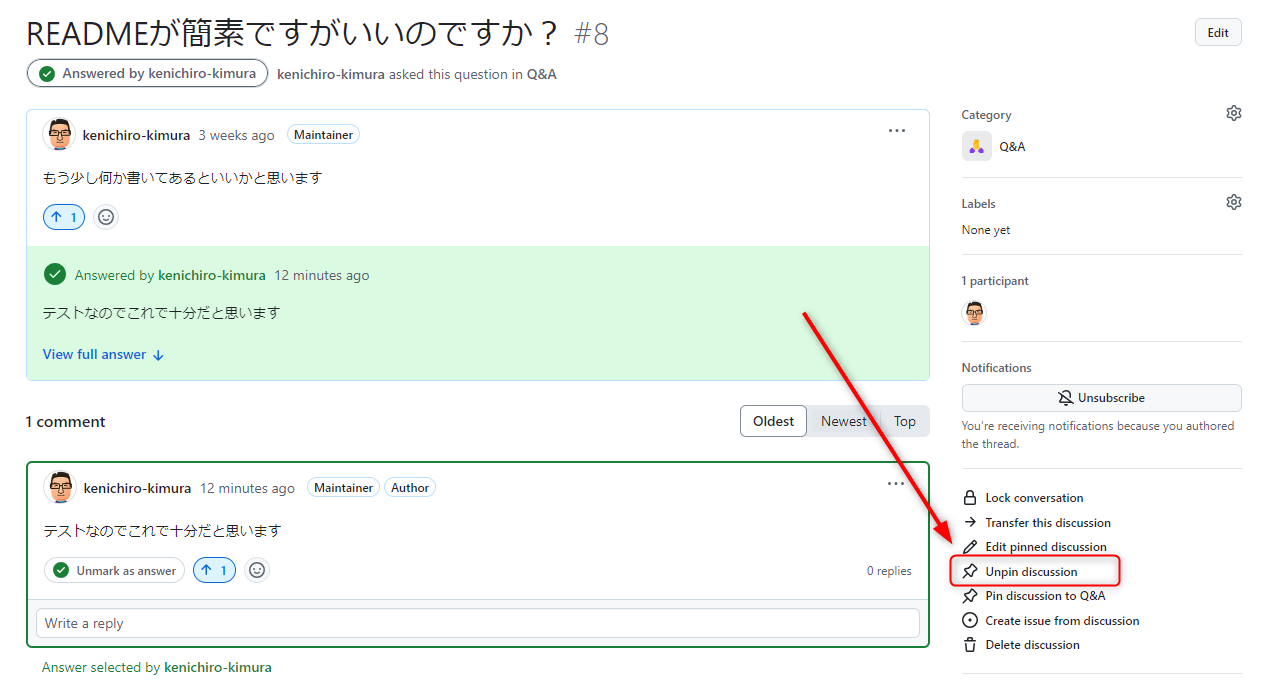 READMEが簡素ですがいいのですか？ #8
Edit
Answered by kenichiro-kimura kenichiro-kimura asked this question in Q&A
kenichiro-kimura 3 weeks ago Maintainer
もう少し何か書いてあるといいかと思います
1
Answered by kenichiro-kimura 12 minutes ago
テストなのでこれで十分だと思います
View full answer
1 comment
Oldest Newest Top
kenichiro-kimura 12 minutes ago Maintainer Author
テストなのでこれで十分だと思います
Unmark as answer 1 0 replies
Write a reply
Answer selected by kenichiro-kimura
Category
Q&A
Labels
None yet
1 participant
Notifications
Unsubscribe
You're receiving notifications because you authored
the thread.
Lock conversation
Transfer this discussion
Edit pinned discussion
Unpin discussion
Pin discussion to Q&A
Create issue from discussion
Delete discussion